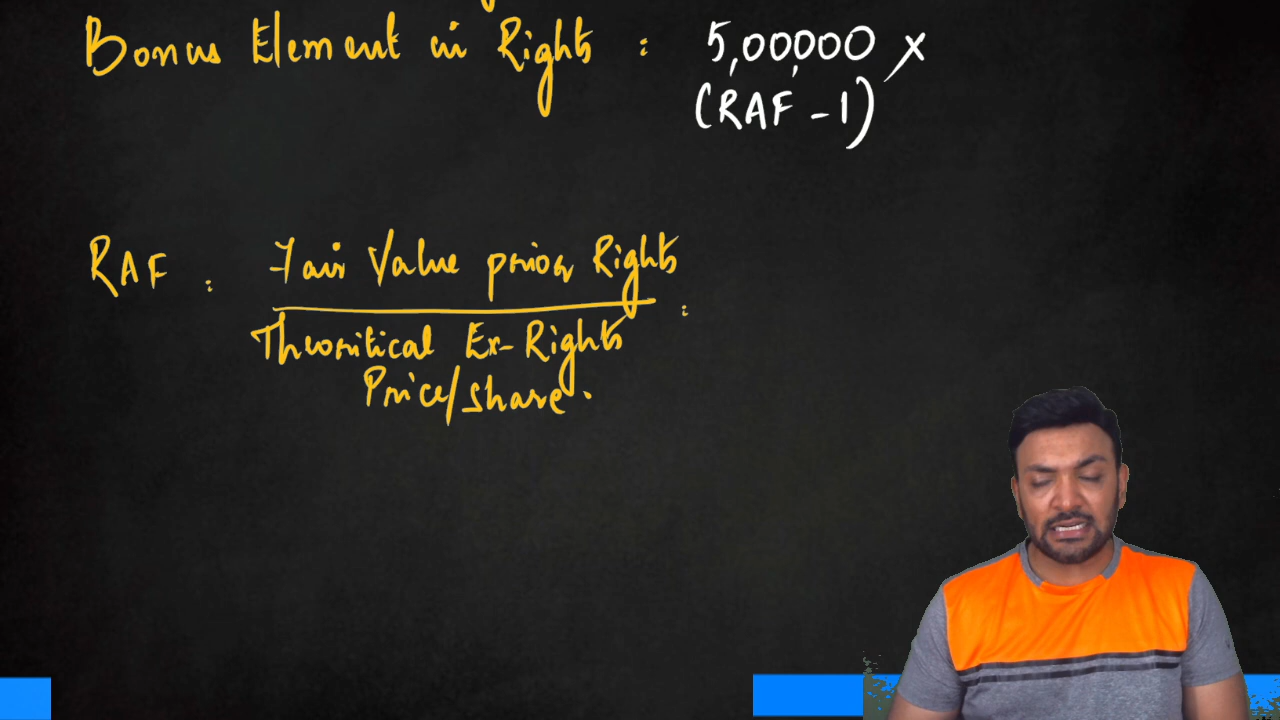 Bonus Element in Rights : 5,00,000 ×
(RAF - 1)
RAF : Fair Value prior Rights :
Theoritical Ex-Rights
Price/share.